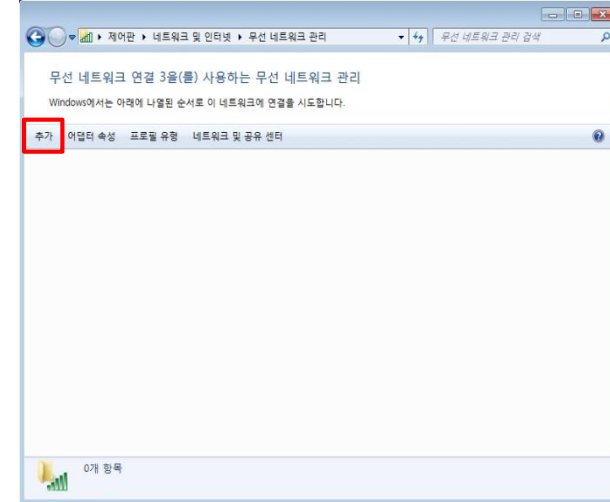 제어판 ▸ 네트워크 및 인터넷 ▸ 무선 네트워크 관리
무선 네트워크 관리 검색
무선 네트워크 연결 3을(를) 사용하는 무선 네트워크 관리
Windows에서는 아래에 나열된 순서로 이 네트워크에 연결을 시도합니다.
추가 어댑터 속성 프로필 유형 네트워크 및 공유 센터
0개 항목